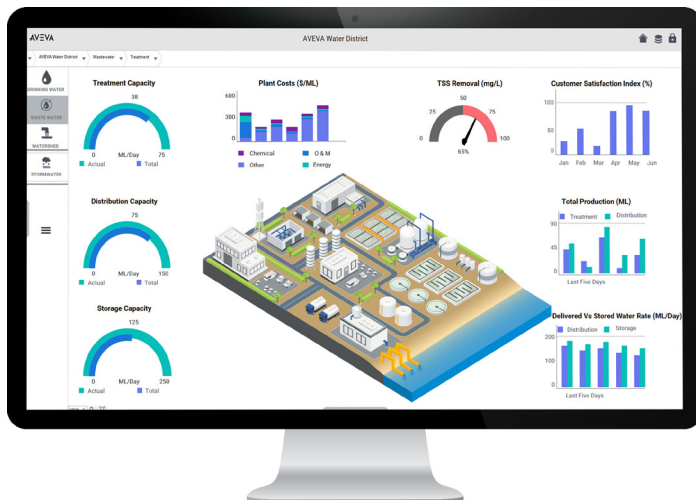 AVEVA
AVEVA Water District
AVEVA Water District
Wastewater
Treatment
DRINKING WATER
WASTE WATER
WATERSHED
STORMWATER
Treatment Capacity
38
0 ML/Day 75
Actual Total
Distribution Capacity
75
0 ML/Day 150
Actual Total
Storage Capacity
125
0 ML/Day 250
Actual Total
Plant Costs ($/ML)
600
300
0
Chemical O & M
Other Energy
TSS Removal (mg/L)
50
25 75
0 100
65%
Customer Satisfaction Index (%)
100
50
0
Jan Feb Mar Apr May Jun
Total Production (ML)
Treatment Distribution
90
45
0
Last Five Days
Delivered Vs Stored Water Rate (ML/Day)
Distribution Storage
200
100
0
Last Five Days